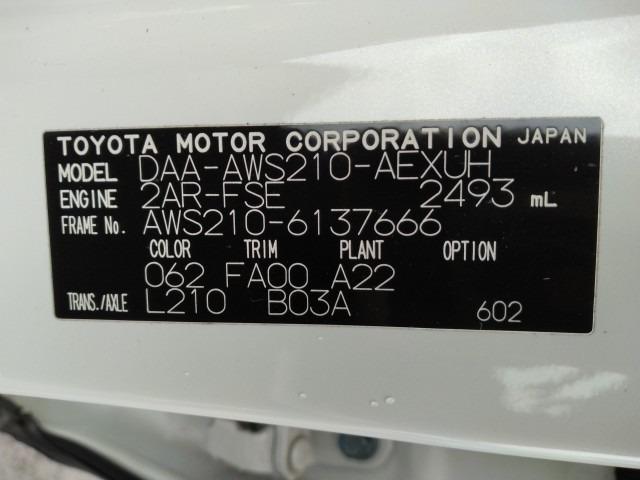 TOYOTA MOTOR CORPORATION JAPAN
MODEL DAA-AWS210-AEXUH
ENGINE 2AR-FSE 2493 mL
FRAME No. AWS210-6137666
COLOR TRIM PLANT OPTION
062 FA00 A22
TRANS./AXLE L210 B03A 602